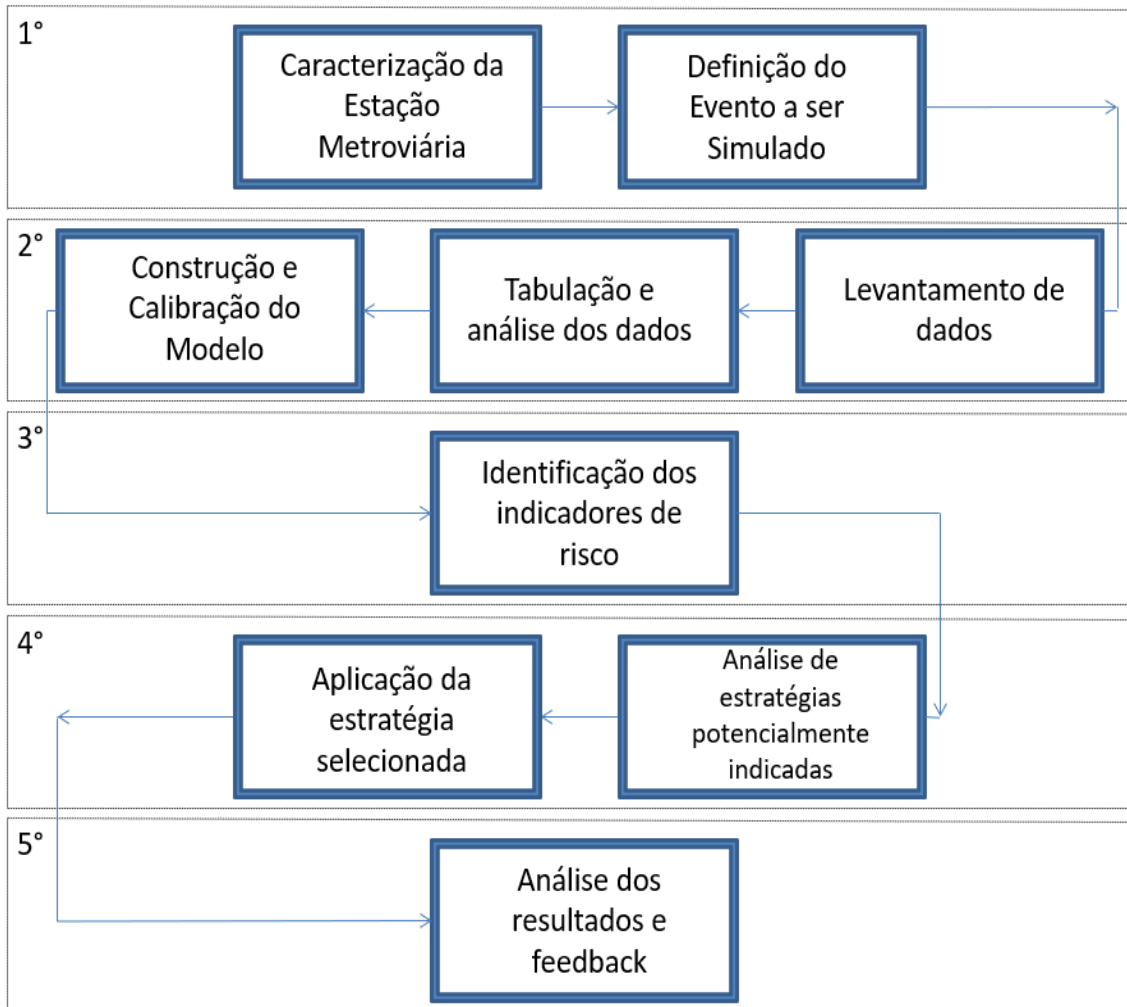 1°
Caracterização da
Estação
Metroviária
Definição do
Evento a ser
Simulado
2°
Construção e
Calibração do
Modelo
Tabulação e
análise dos dados
Levantamento de
dados
3°
Identificação dos
indicadores de
risco
4°
Aplicação da
estratégia
selecionada
Análise de
estratégias
potencialmente
indicadas
5°
Análise dos
resultados e
feedback